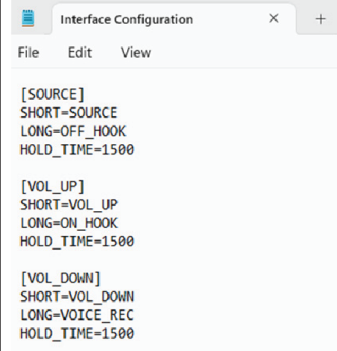 Interface Configuration
File Edit View
[SOURCE]
SHORT=SOURCE
LONG=OFF_HOOK
HOLD_TIME=1500
[VOL_UP]
SHORT=VOL_UP
LONG=ON_HOOK
HOLD_TIME=1500
[VOL_DOWN]
SHORT=VOL_DOWN
LONG=VOICE_REC
HOLD_TIME=1500